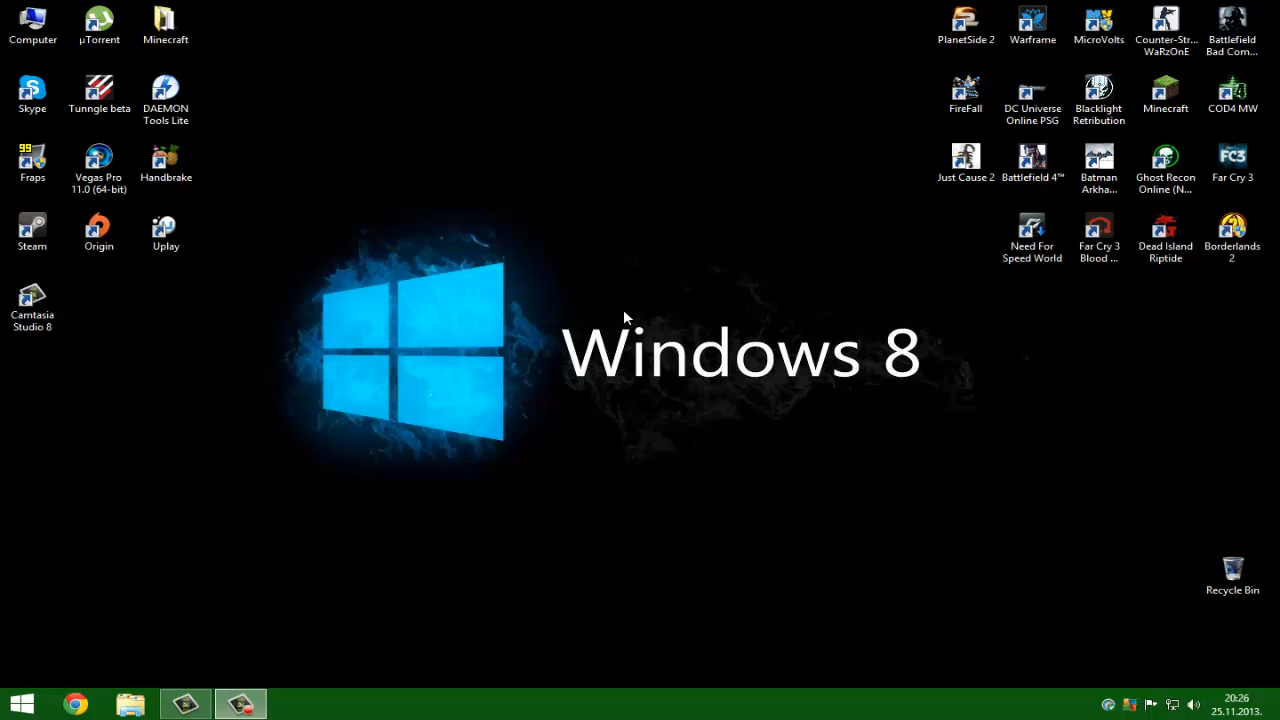 Computer
µTorrent
Minecraft
Skype
Tunngle beta
DAEMON
Tools Lite
99
Fraps
Vegas Pro
11.0 (64-bit)
Handbrake
Steam
Origin
Uplay
Camtasia
Studio 8
PlanetSide 2
Warframe
MicroVolts
Counter-Str...
WaRzOnE
Battlefield
Bad Com...
FireFall
DC Universe
Online PSG
Blacklight
Retribution
Minecraft
COD4 MW
Just Cause 2
Battlefield 4™
Batman
Arkha...
Ghost Recon
Online (N...
FC3
Far Cry 3
Need For
Speed World
Far Cry 3
Blood ...
Dead Island
Riptide
Borderlands
2
Windows 8
Recycle Bin
20:26
25.11.2013.